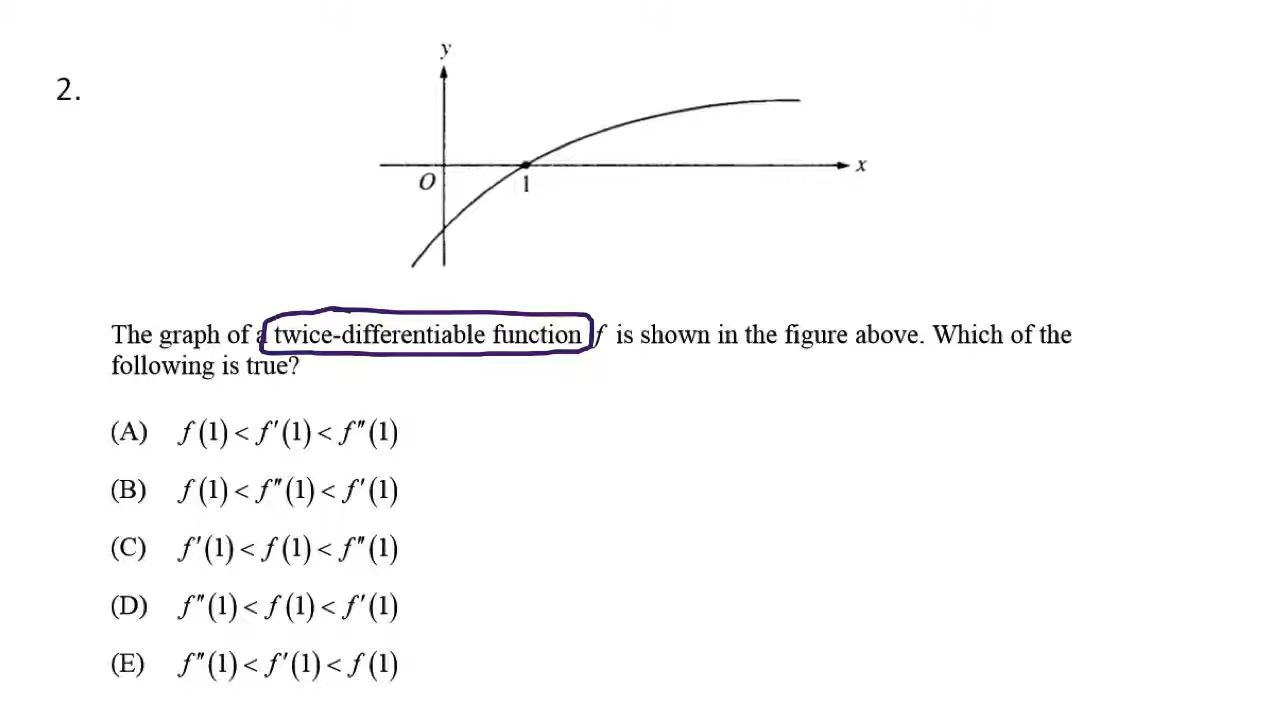 2.
y
O
1
x
The graph of a twice-differentiable function f is shown in the figure above. Which of the
following is true?
(A) f(1) < f′(1) < f″(1)
(B) f(1) < f″(1) < f′(1)
(C) f′(1) < f(1) < f″(1)
(D) f″(1) < f(1) < f′(1)
(E) f″(1) < f′(1) < f(1)